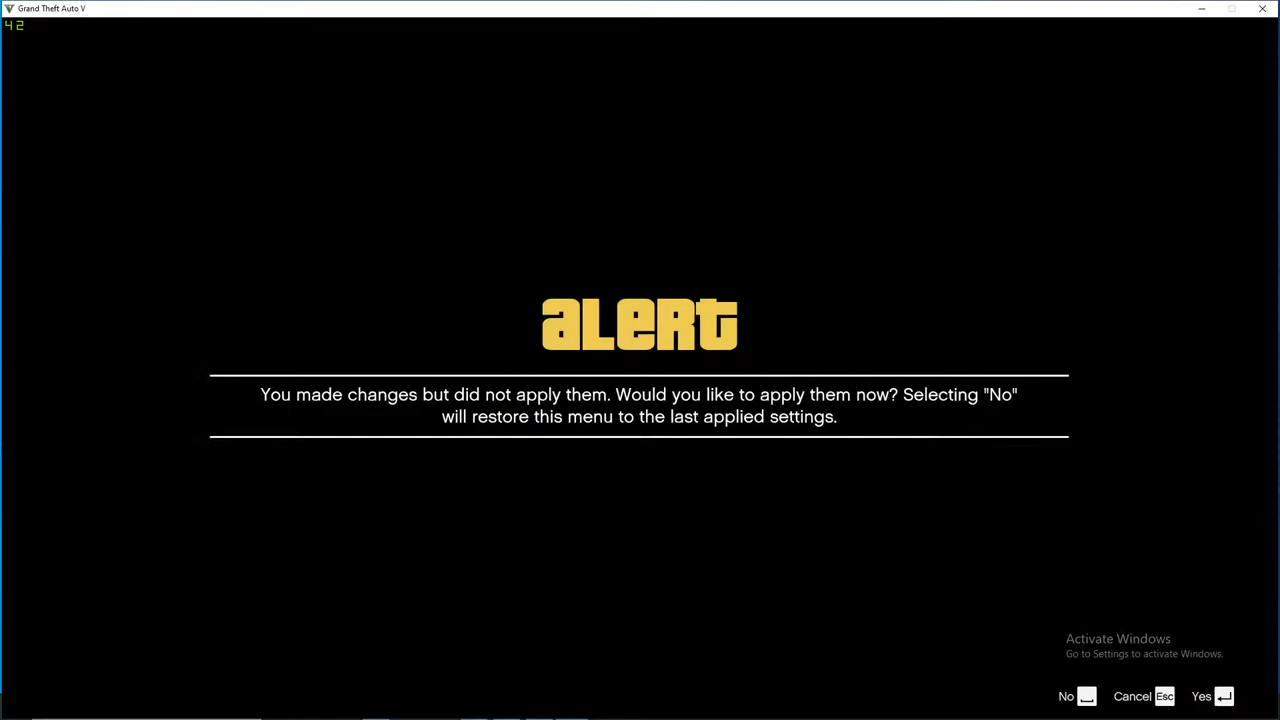 Grand Theft Auto V
42
aLeRt
You made changes but did not apply them. Would you like to apply them now? Selecting "No"
will restore this menu to the last applied settings.
Activate Windows
Go to Settings to activate Windows.
No Cancel Esc Yes